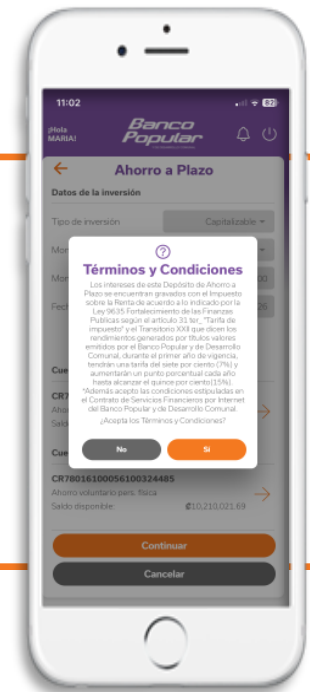 11:02
82
¡Hola
MARIA!
Banco
Popular
Ahorro a Plazo
Datos de la inversión
Tipo de inversión
Capitalizable
Términos y Condiciones
Los intereses de este Depósito de Ahorro a
Plazo se encuentran gravados con el Impuesto
sobre la Renta de acuerdo a lo indicado por la
Ley 9635 Fortalecimiento de las Finanzas
Publicas según el artículo 31 ter., "Tarifa de
impuesto" y el Transitorio XXII que dicen los
rendimientos generados por títulos valores
emitidos por el Banco Popular y de Desarrollo
Comunal, durante el primer año de vigencia,
tendrán una tarifa del siete por ciento (7%) y
aumentarán un punto porcentual cada año
hasta alcanzar el quince por ciento(15%).
*Además acepto las condiciones estipuladas en
el Contrato de Servicios Financieros por Internet
del Banco Popular y de Desarrollo Comunal.
¿Acepta los Términos y Condiciones?
No
Si
CR78016100056100324485
Ahorro voluntario pers. física
Saldo disponible:
₡10,210,021.69
Continuar
Cancelar